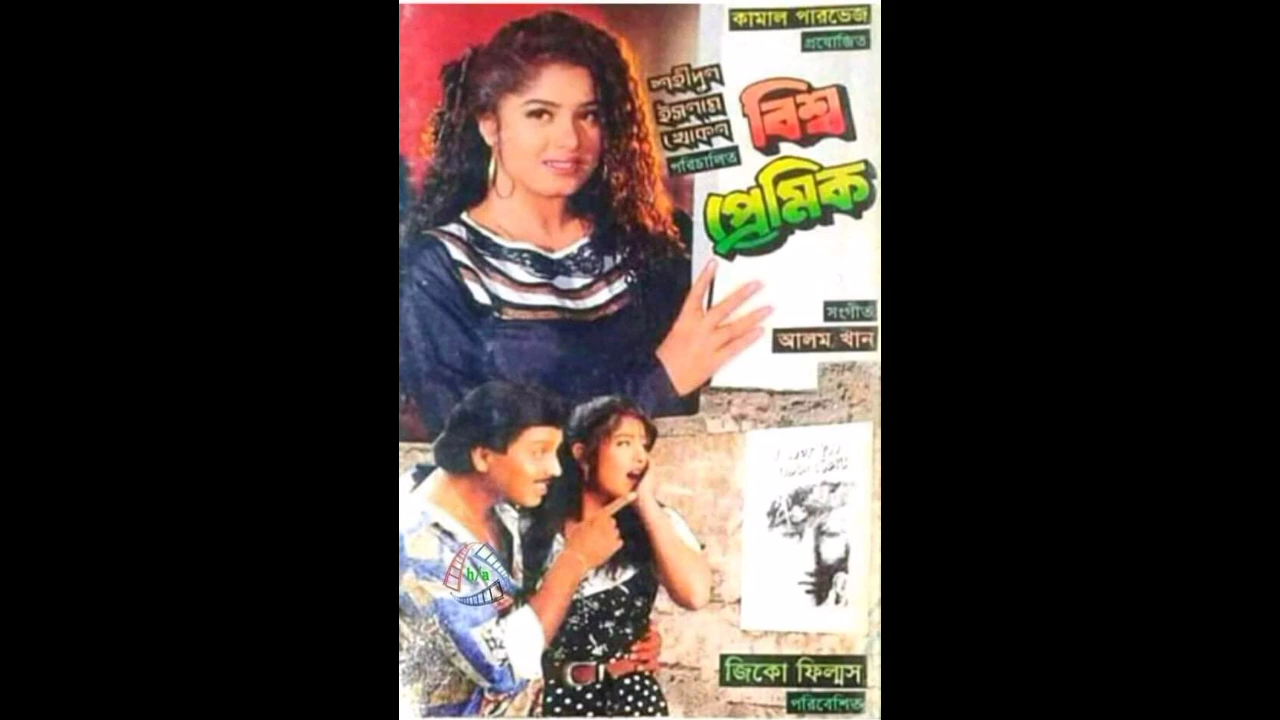 কামাল পারভেজ
প্রযোজিত
শহীদুল
ইসলাম
খোকন
পরিচালিত
বিশ্ব
প্রেমিক
সংগীত
আলম খান
জিকো ফিল্মস
পরিবেশিত
h/a